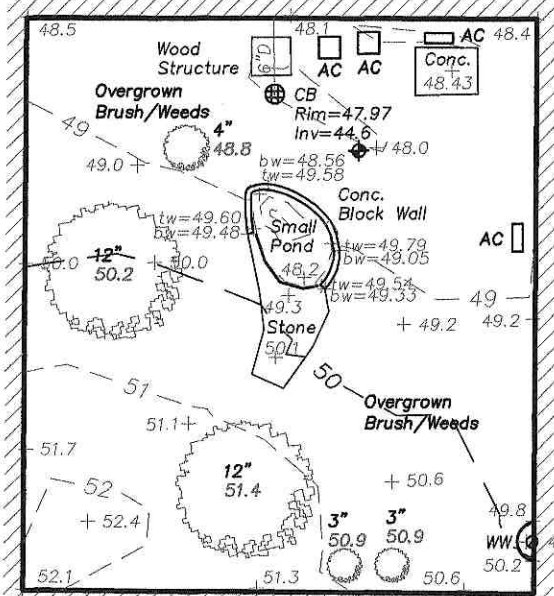 48.5
48.1
48.4
Wood
Structure
AC
AC
AC
Conc.
48.43
Overgrown
Brush/Weeds
CB
Rim=47.97
Inv=44.6
49
4"
48.8
49.0
48.0
bw=48.56
tw=49.58
Conc.
Block Wall
tw=49.60
bw=49.48
Small
Pond
48.2
tw=49.79
bw=49.05
AC
12"
50.2
50.0
50.0
tw=49.54
bw=49.33
49.3
49
49.2
49.2
Stone
50.1
50
51
51.1
Overgrown
Brush/Weeds
51.7
52
52.4
12"
51.4
50.6
49.8
WW.
50.2
3"
50.9
3"
50.9
52.1
51.3
50.6